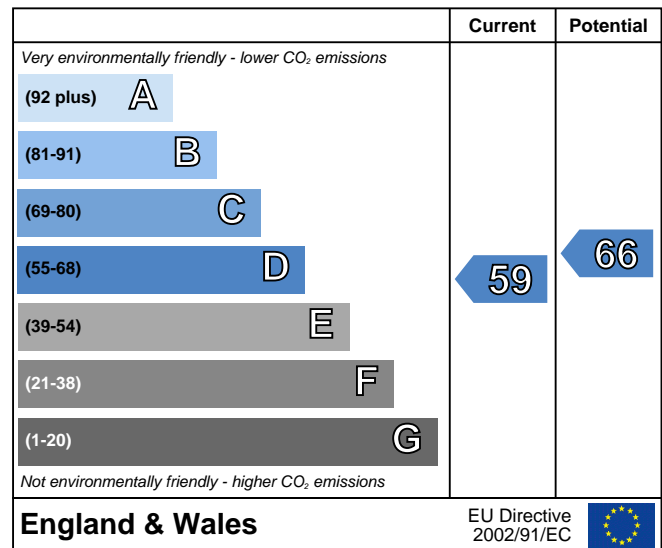 Current Potential
Very environmentally friendly - lower CO₂ emissions
(92 plus) A
(81-91) B
(69-80) C
(55-68) D
59 66
(39-54) E
(21-38) F
(1-20) G
Not environmentally friendly - higher CO₂ emissions
England & Wales
EU Directive
2002/91/EC